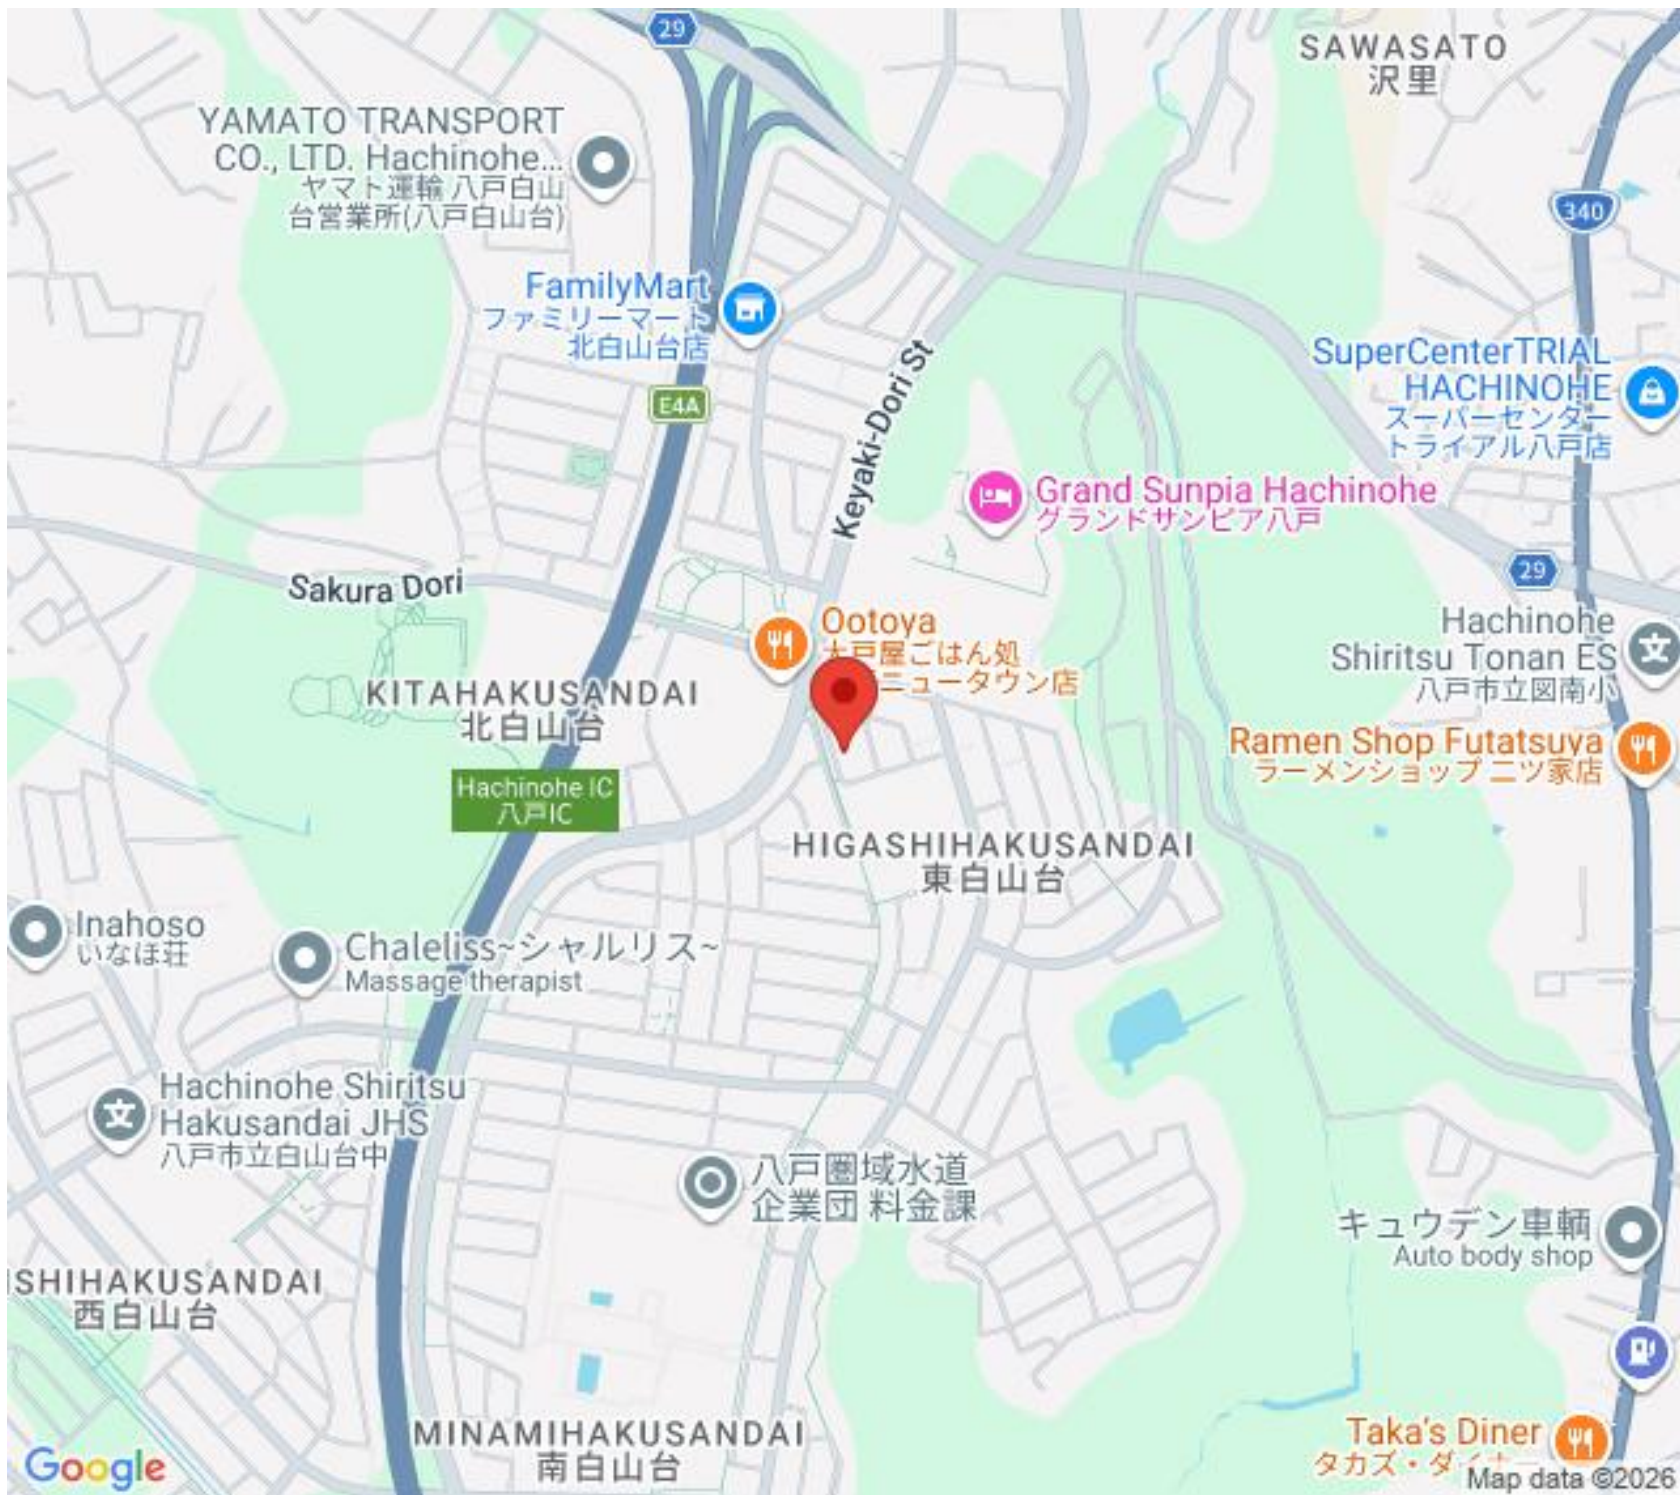 29
SAWASATO
沢里
YAMATO TRANSPORT
CO., LTD. Hachinohe...
ヤマト運輸 八戸白山
台営業所(八戸白山台)
340
FamilyMart
ファミリーマート
北白山台店
SuperCenterTRIAL
HACHINOHE
スーパーセンター
トライアル八戸店
E4A
Keyaki-Dori St
Grand Sunpia Hachinohe
グランドサンピア八戸
29
Sakura Dori
Ootoya
大戸屋ごはん処
ニュータウン店
Hachinohe
Shiritsu Tonan ES
八戸市立図南小
KITAHAKUSANDAI
北白山台
Ramen Shop Futatsuya
ラーメンショップ 二ツ家店
Hachinohe IC
八戸IC
HIGASHIHAKUSANDAI
東白山台
Inahoso
いなほ荘
Chaleliss~シャルリス~
Massage therapist
Hachinohe Shiritsu
Hakusandai JHS
八戸市立白山台中
八戸圏域水道
企業団 料金課
キュウデン車輌
Auto body shop
ISHIHAKUSANDAI
西白山台
MINAMIHAKUSANDAI
南白山台
Taka's Diner
タカズ・ダイナー
Google
Map data ©2026